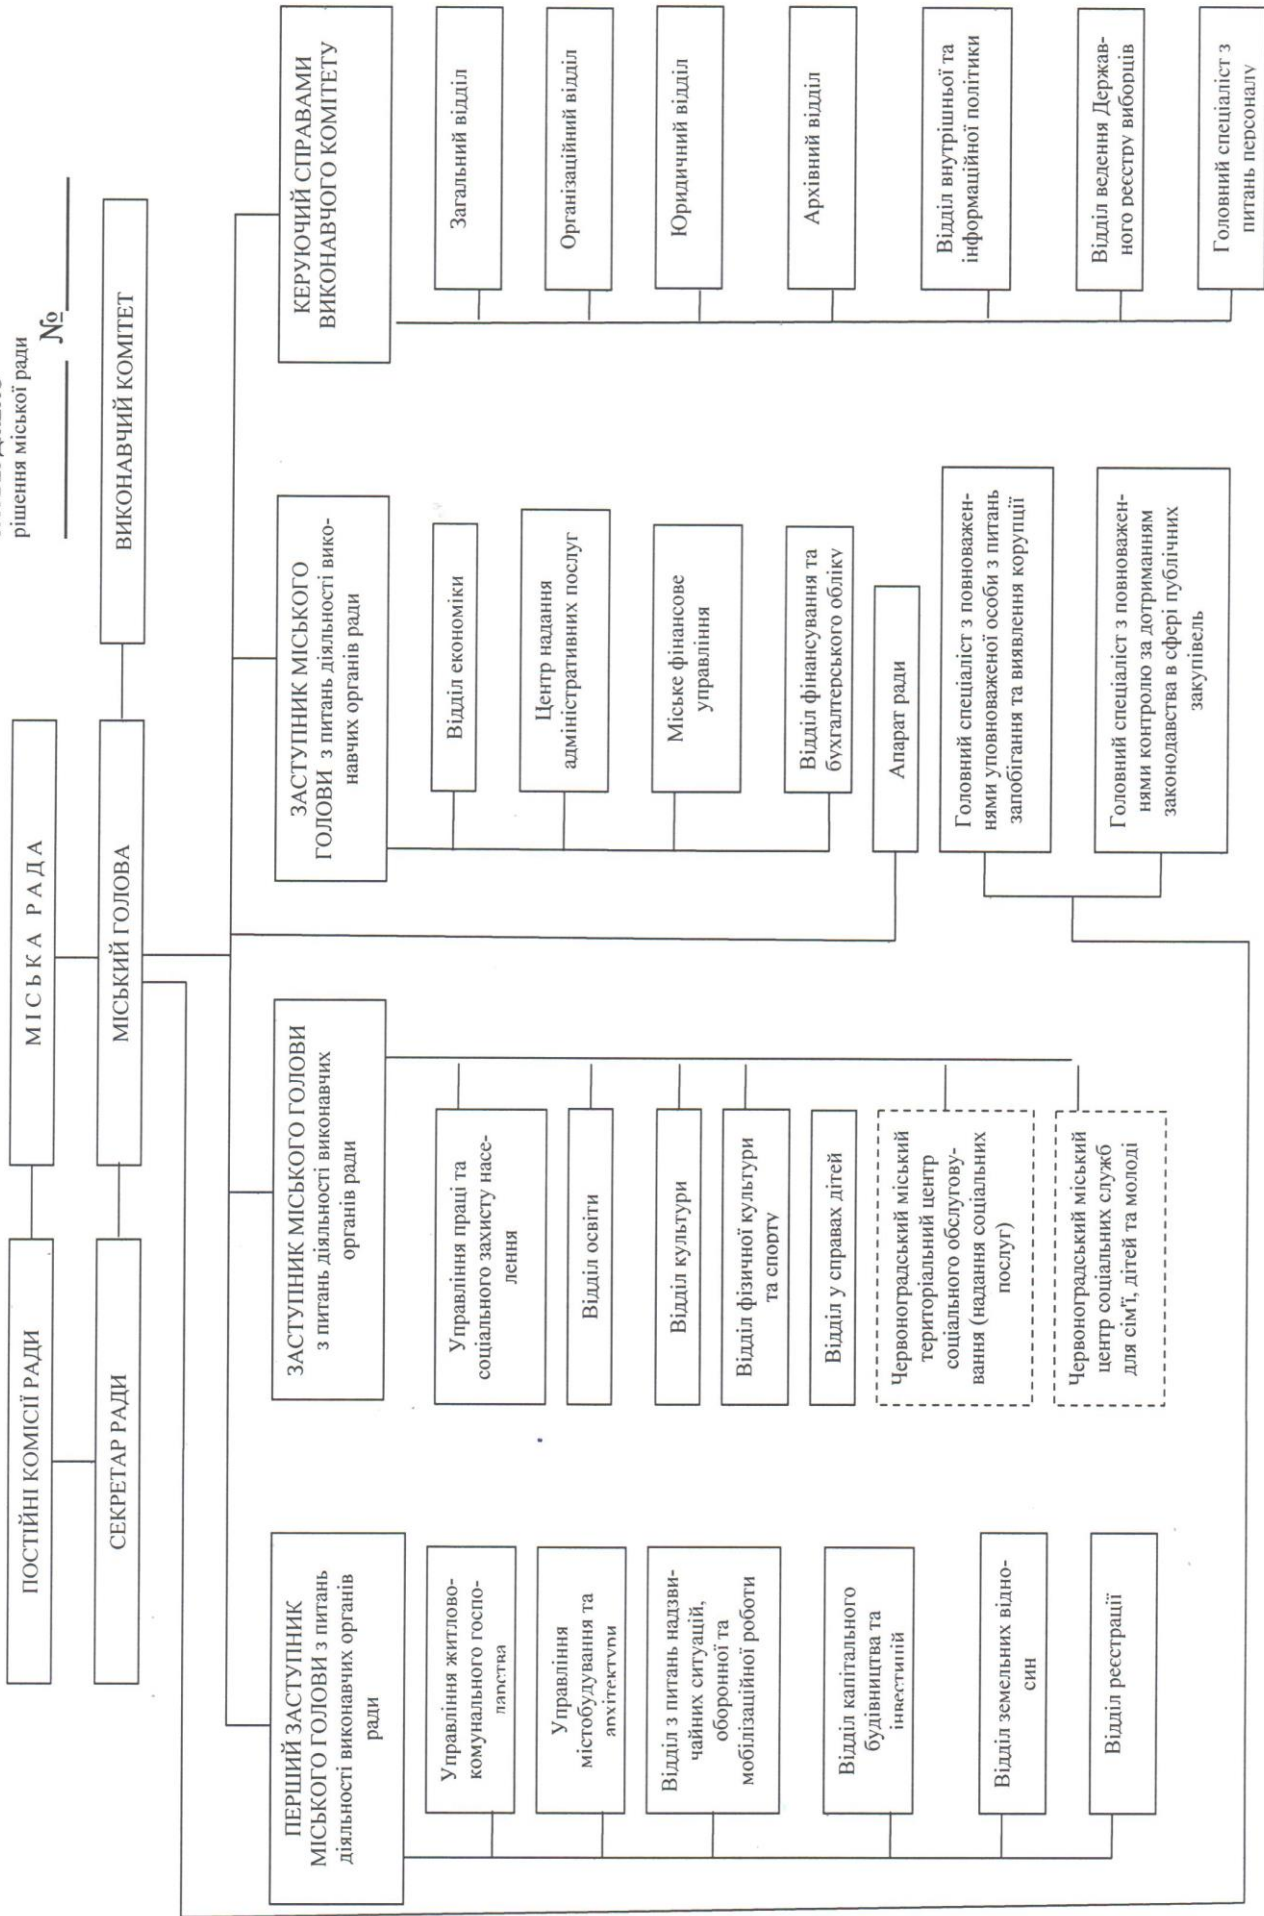 рішення міської ради
№
ПОСТІЙНІ КОМІСІЇ РАДИ
МІСЬКА РАДА
СЕКРЕТАР РАДИ
МІСЬКИЙ ГОЛОВА
ВИКОНАВЧИЙ КОМІТЕТ
ПЕРШИЙ ЗАСТУПНИК
МІСЬКОГО ГОЛОВИ з питань
діяльності виконавчих органів
ради
Управління житлово-
комунального госпо-
дарства
Управління
містобудування та
архітектури
Відділ з питань надзви-
чайних ситуацій,
оборонної та
мобілізаційної роботи
Відділ капітального
будівництва та
інвестицій
Відділ земельних відно-
син
Відділ реєстрації
ЗАСТУПНИК МІСЬКОГО ГОЛОВИ
з питань діяльності виконавчих
органів ради
Управління праці та
соціального захисту насе-
лення
Відділ освіти
Відділ культури
Відділ фізичної культури
та спорту
Відділ у справах дітей
Червоноградський міський
територіальний центр
соціального обслугову-
вання (надання соціальних
послуг)
Червоноградський міський
центр соціальних служб
для сім'ї, дітей та молоді
ЗАСТУПНИК МІСЬКОГО
ГОЛОВИ з питань діяльності вико-
навчих органів ради
Відділ економіки
Центр надання
адміністративних послуг
Міське фінансове
управління
Відділ фінансування та
бухгалтерського обліку
Апарат ради
Головний спеціаліст з повноважен-
нями уповноваженої особи з питань
запобігання та виявлення корупції
Головний спеціаліст з повноважен-
нями контролю за дотриманням
законодавства в сфері публічних
закупівель
КЕРУЮЧИЙ СПРАВАМИ
ВИКОНАВЧОГО КОМІТЕТУ
Загальний відділ
Організаційний відділ
Юридичний відділ
Архівний відділ
Відділ внутрішньої та
інформаційної політики
Відділ ведення Держав-
ного реєстру виборців
Головний спеціаліст з
питань персоналу